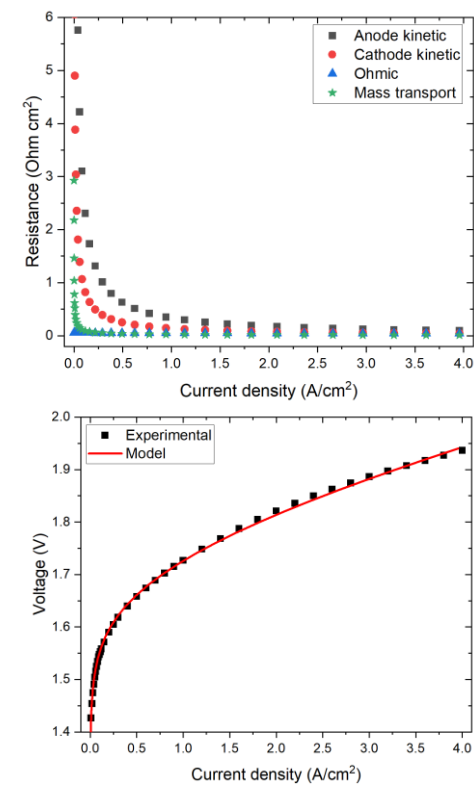 6
5
4
3
2
1
0
Resistance (Ohm cm²)
Anode kinetic
Cathode kinetic
Ohmic
Mass transport
0.0 0.5 1.0 1.5 2.0 2.5 3.0 3.5 4.0
Current density (A/cm²)
2.0
1.9
1.8
1.7
1.6
1.5
1.4
Voltage (V)
Experimental
Model
0.0 0.5 1.0 1.5 2.0 2.5 3.0 3.5 4.0
Current density (A/cm²)